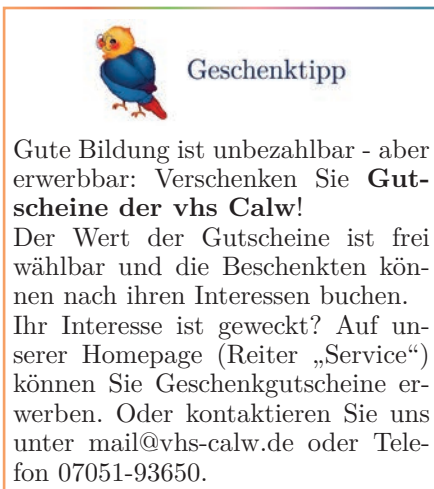 Geschenktipp
Gute Bildung ist unbezahlbar - aber
erwerbbar: Verschenken Sie Gut-
scheine der vhs Calw!
Der Wert der Gutscheine ist frei
wählbar und die Beschenkten kön-
nen nach ihren Interessen buchen.
Ihr Interesse ist geweckt? Auf un-
serer Homepage (Reiter „Service“)
können Sie Geschenkgutscheine er-
werben. Oder kontaktieren Sie uns
unter mail@vhs-calw.de oder Tele-
fon 07051-93650.